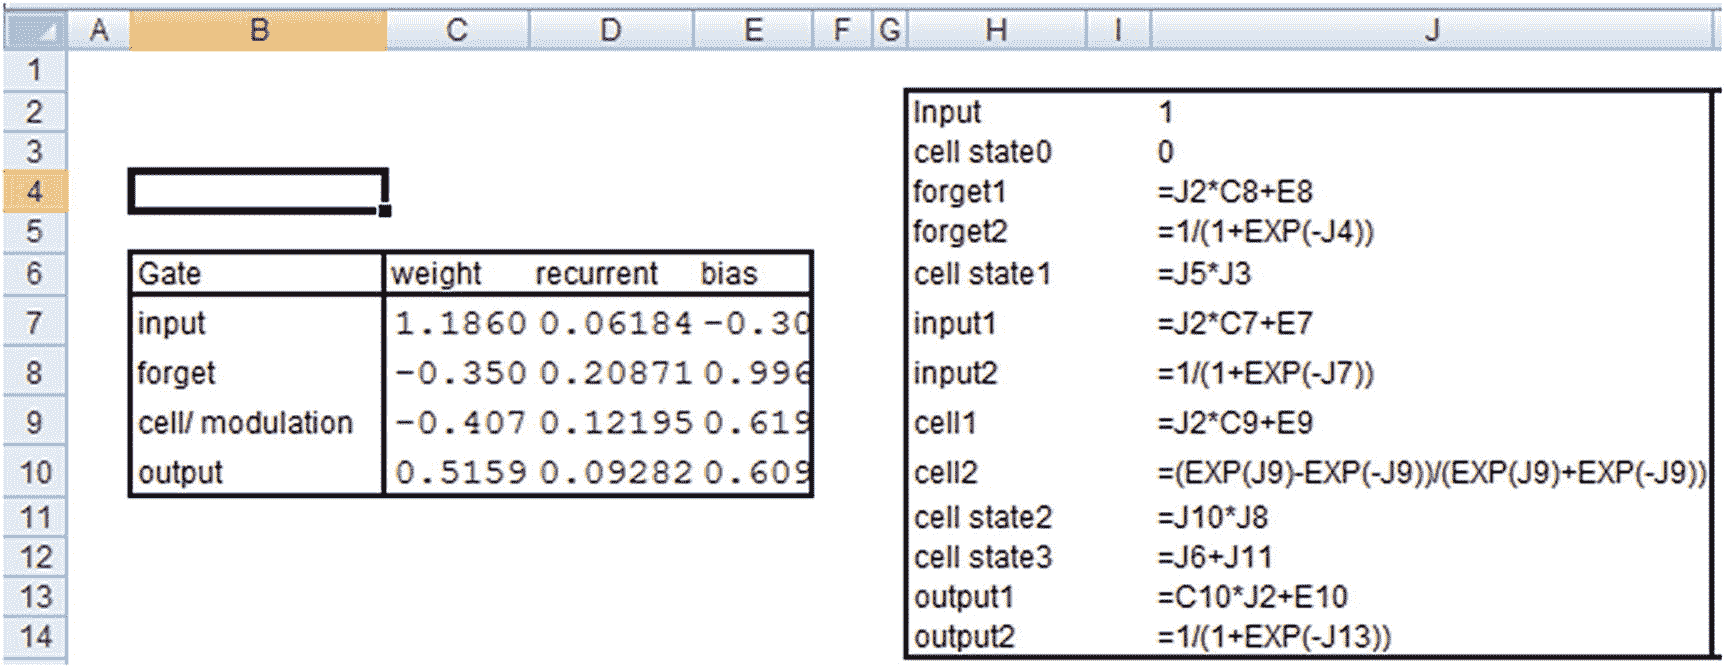 A B C D E F G H I J
1
2 Input 1
3 cell state0 0
4 forget1 =J2*C8+E8
5 forget2 =1/(1+EXP(-J4))
6 Gate weight recurrent bias cell state1 =J5*J3
7 input 1.1860 0.06184 -0.30 input1 =J2*C7+E7
8 forget -0.350 0.20871 0.996 input2 =1/(1+EXP(-J7))
9 cell/ modulation -0.407 0.12195 0.619 cell1 =J2*C9+E9
10 output 0.5159 0.09282 0.609 cell2 =(EXP(J9)-EXP(-J9))/(EXP(J9)+EXP(-J9))
11 cell state2 =J10*J8
12 cell state3 =J6+J11
13 output1 =C10*J2+E10
14 output2 =1/(1+EXP(-J13))